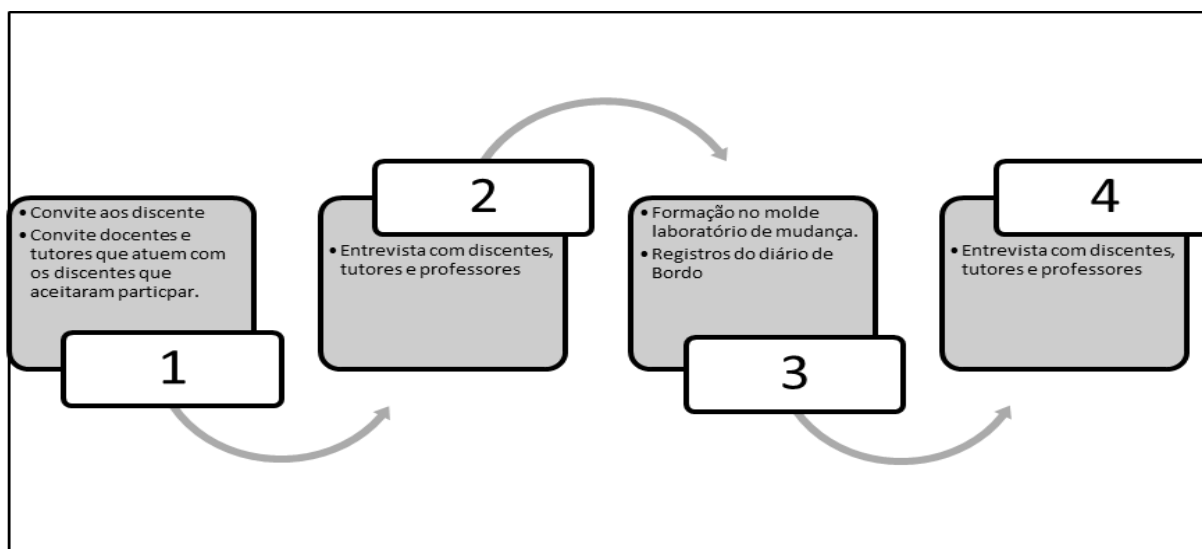 • Convite aos discente
• Convite docentes e
tutores que atuem com
os discentes que
aceitaram particpar.
1
2
• Entrevista com discentes,
tutores e professores
• Formação no molde
laboratório de mudança.
• Registros do diário de
Bordo
3
4
• Entrevista com discentes,
tutores e professores